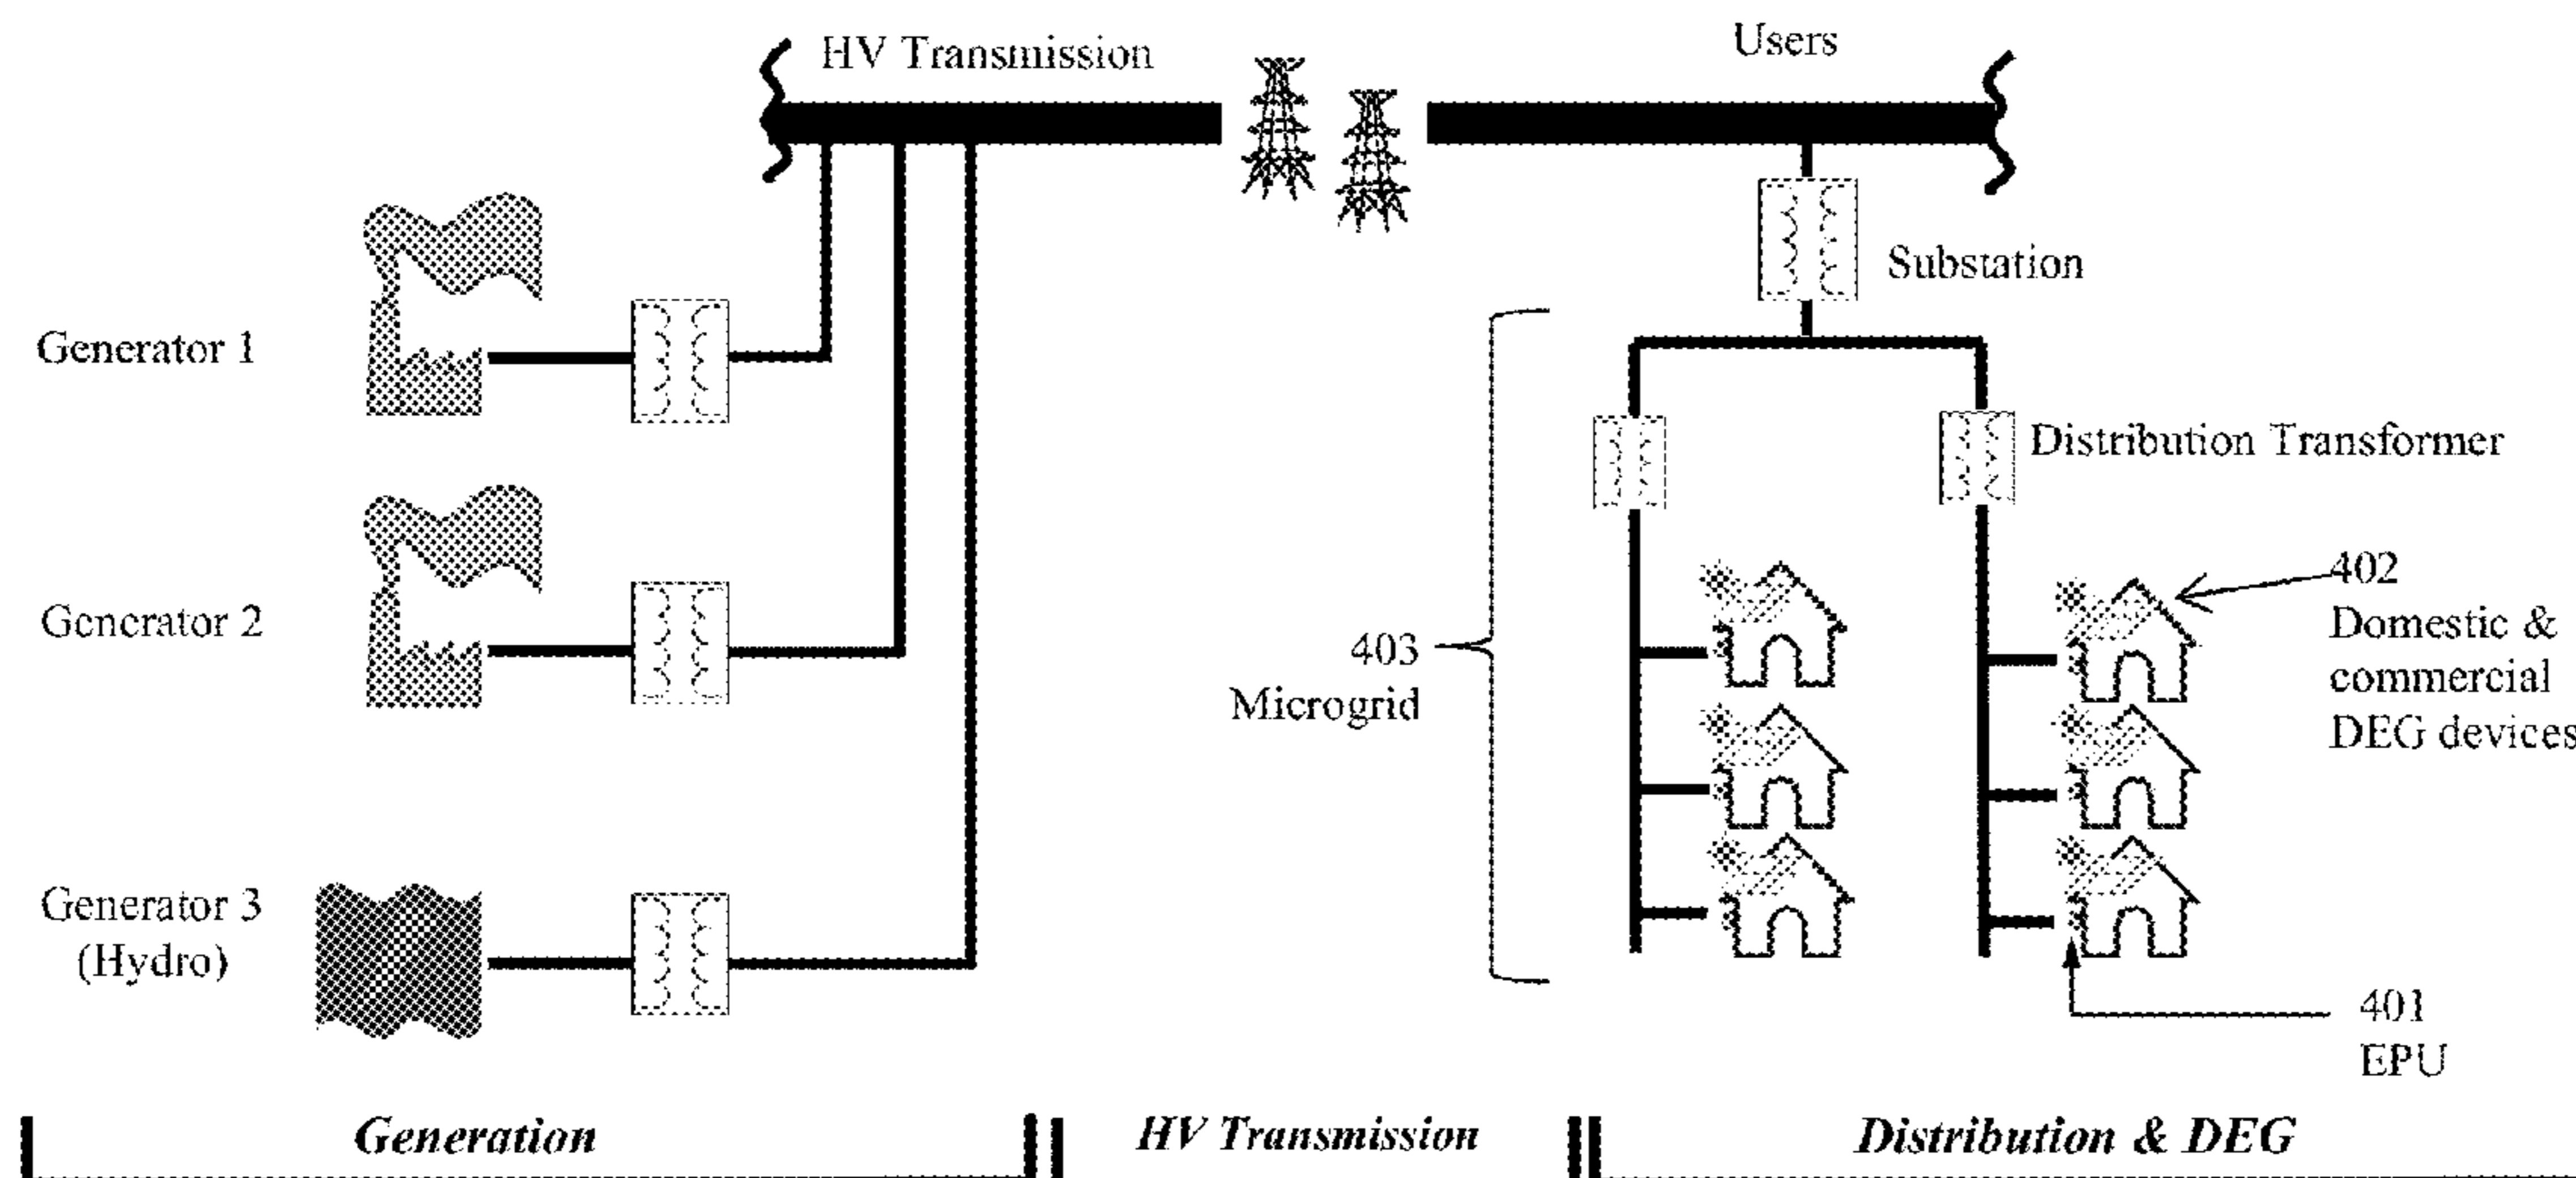 HV Transmission
Users
Substation
Generator 1
Distribution Transformer
Generator 2
402
Domestic &
commercial
DEG devices
403
Microgrid
Generator 3
(Hydro)
401
EPU
Generation
HV Transmission
Distribution & DEG